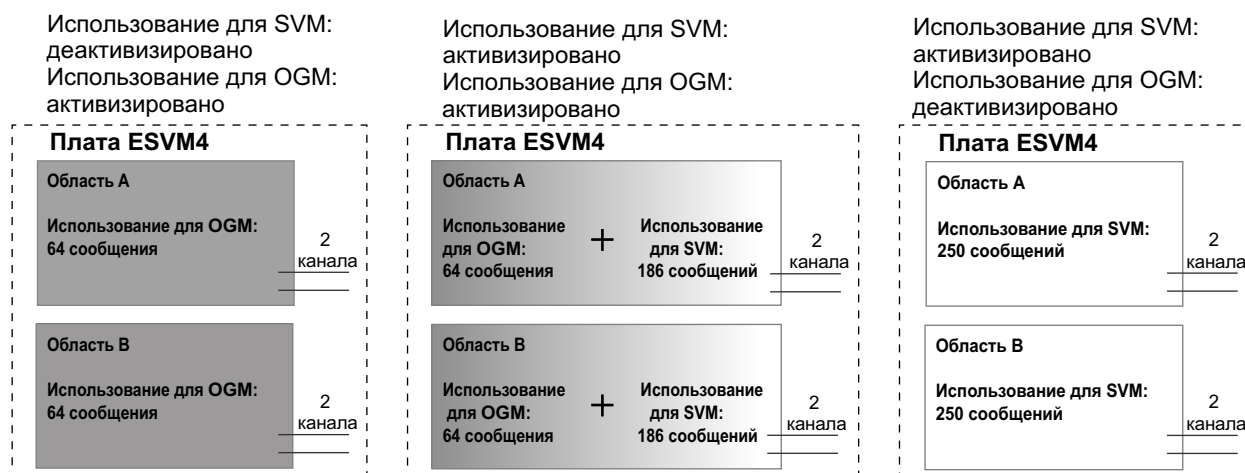 Использование для SVM:
деактивизировано
Использование для OGM:
активизировано
Плата ESVM4
Область A
Использование для OGM:
64 сообщения
2
канала
Область B
Использование для OGM:
64 сообщения
2
канала
Использование для SVM:
активизировано
Использование для OGM:
активизировано
Плата ESVM4
Область A
Использование
для OGM:
64 сообщения
+
Использование
для SVM:
186 сообщений
2
канала
Область B
Использование
для OGM:
64 сообщения
+
Использование
для SVM:
186 сообщений
2
канала
Использование для SVM:
активизировано
Использование для OGM:
деактивизировано
Плата ESVM4
Область A
Использование для SVM:
250 сообщений
2
канала
Область B
Использование для SVM:
250 сообщений
2
канала